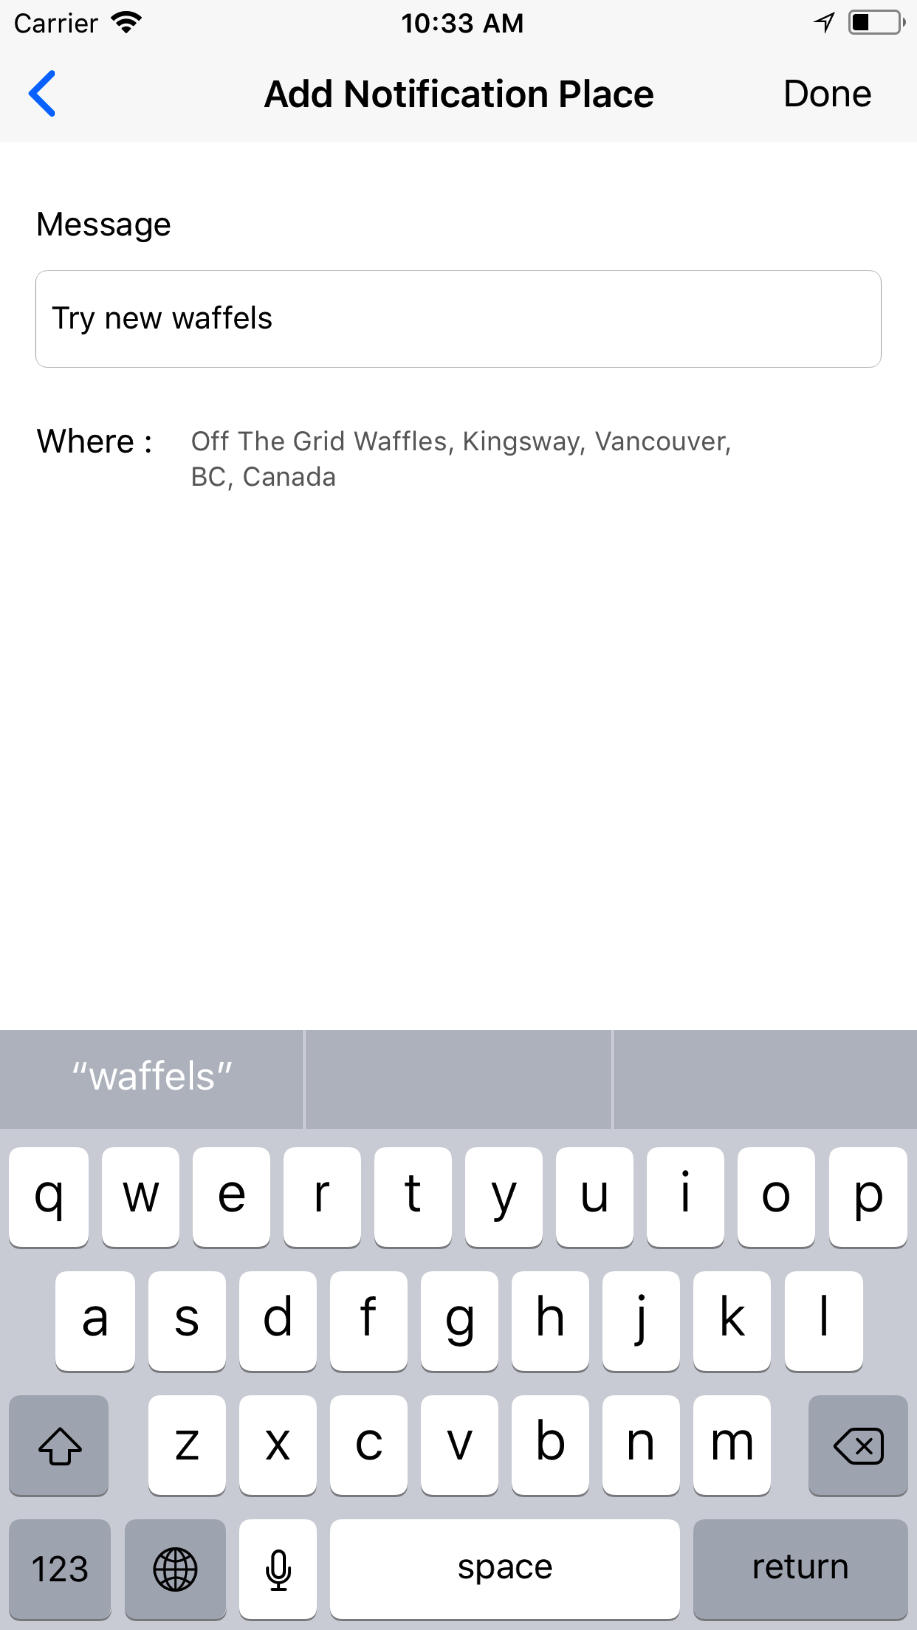 Carrier 10:33 AM
Add Notification Place Done
Message
Try new waffels
Where : Off The Grid Waffles, Kingsway, Vancouver,
BC, Canada
“waffels”
q w e r t y u i o p
a s d f g h j k l
z x c v b n m
123 space return